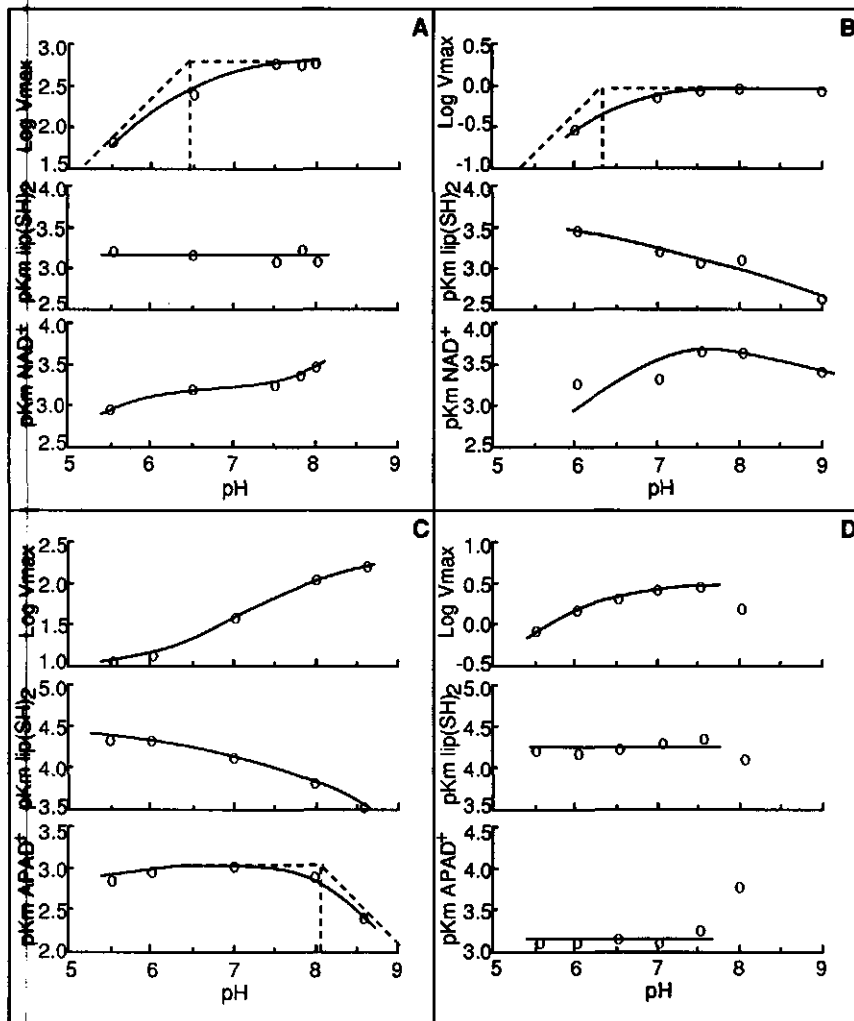 A
Log Vmax
3.0
2.5
2.0
1.5
pKm lip(SH)2
4.0
3.5
3.0
2.5
pKm NAD+
4.0
3.5
3.0
2.5
5 6 7 8 9
pH
B
Log Vmax
0.5
-0.0
-0.5
-1.0
pKm lip(SH)2
4.0
3.5
3.0
2.5
pKm NAD+
4.0
3.5
3.0
2.5
5 6 7 8 9
pH
C
Log Vmax
2.5
2.0
1.5
1.0
pKm lip(SH)2
5.0
4.5
4.0
3.5
pKm APAD+
3.5
3.0
2.5
2.0
5 6 7 8 9
pH
D
Log Vmax
1.0
0.5
0.0
-0.5
pKm lip(SH)2
5.0
4.5
4.0
3.5
pKm APAD+
4.5
4.0
3.5
3.0
5 6 7 8 9
pH